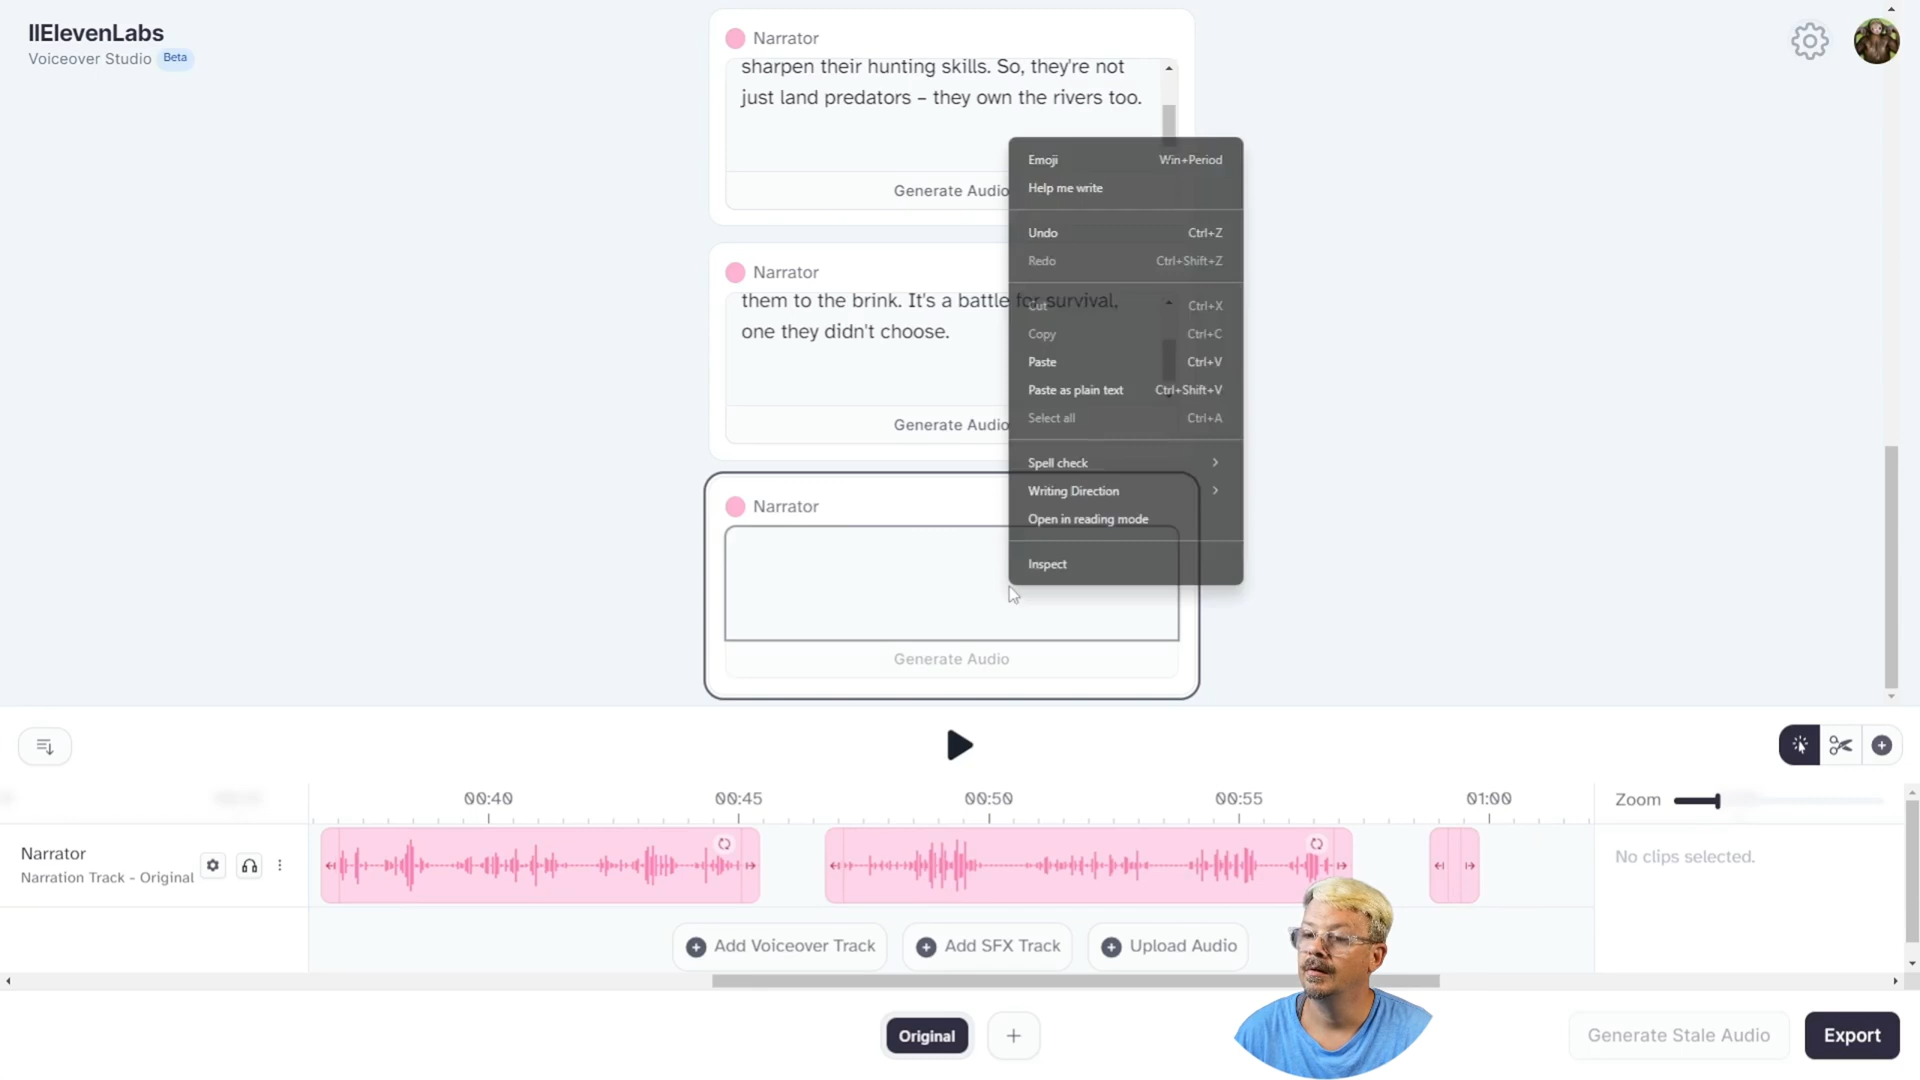 IIElevenLabs
Voiceover Studio Beta
Narrator
sharpen their hunting skills. So, they're not
just land predators – they own the rivers too.
Generate Audio
Narrator
them to the brink. It's a battle for survival,
one they didn't choose.
Generate Audio
Narrator
Generate Audio
Emoji Win+Period
Help me write
Undo Ctrl+Z
Redo Ctrl+Shift+Z
Cut Ctrl+X
Copy Ctrl+C
Paste Ctrl+V
Paste as plain text Ctrl+Shift+V
Select all Ctrl+A
Spell check
Writing Direction
Open in reading mode
Inspect
00:40 00:45 00:50 00:55 01:00
Zoom
Narrator
Narration Track - Original
No clips selected.
Add Voiceover Track Add SFX Track Upload Audio
Original
Generate Stale Audio
Export